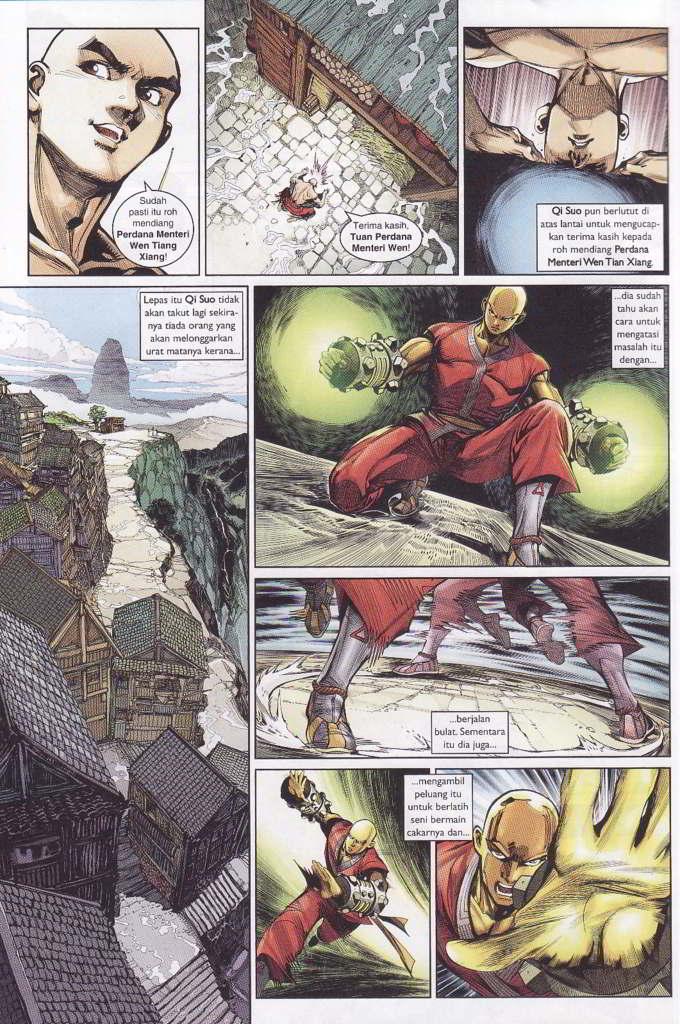 Sudah
pasti itu roh
mendiang
Perdana Menteri
Wen Tiang
Xiang!
Terima kasih,
Tuan Perdana
Menteri Wen!
Qi Suo pun berlutut di
atas lantai untuk mengucap-
kan terima kasih kepada
roh mendiang Perdana
Menteri Wen Tian Xiang.
Lepas itu Qi Suo tidak
akan takut lagi sekira-
nya tiada orang yang
akan melonggarkan
urat matanya kerana...
...dia sudah
tahu akan
cara untuk
mengatasi
masalah itu
dengan...
...berjalan
bulat. Sementara
itu dia juga...
...mengambil
peluang itu
untuk berlatih
seni bermain
cakarnya dan...